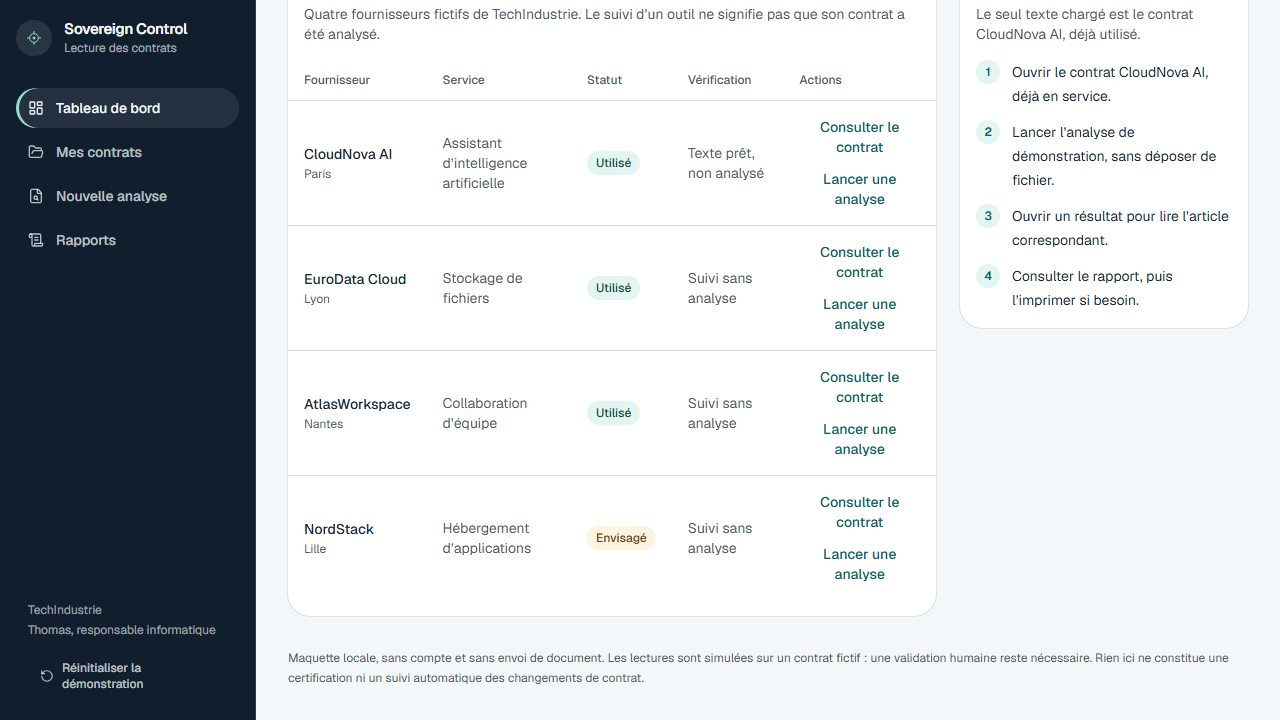 Sovereign Control
Lecture des contrats
Tableau de bord
Mes contrats
Nouvelle analyse
Rapports
TechIndustrie
Thomas, responsable informatique
Réinitialiser la
démonstration
Quatre fournisseurs fictifs de TechIndustrie. Le suivi d’un outil ne signifie pas que son contrat a
été analysé.
Fournisseur Service Statut Vérification Actions
CloudNova AI
Paris
Assistant
d’intelligence
artificielle
Utilisé
Texte prêt,
non analysé
Consulter le
contrat
Lancer une
analyse
EuroData Cloud
Lyon
Stockage de
fichiers
Utilisé
Suivi sans
analyse
Consulter le
contrat
Lancer une
analyse
AtlasWorkspace
Nantes
Collaboration
d’équipe
Utilisé
Suivi sans
analyse
Consulter le
contrat
Lancer une
analyse
NordStack
Lille
Hébergement
d’applications
Envisagé
Suivi sans
analyse
Consulter le
contrat
Lancer une
analyse
Le seul texte chargé est le contrat
CloudNova AI, déjà utilisé.
1 Ouvrir le contrat CloudNova AI,
déjà en service.
2 Lancer l’analyse de
démonstration, sans déposer de
fichier.
3 Ouvrir un résultat pour lire l’article
correspondant.
4 Consulter le rapport, puis
l’imprimer si besoin.
Maquette locale, sans compte et sans envoi de document. Les lectures sont simulées sur un contrat fictif : une validation humaine reste nécessaire. Rien ici ne constitue une
certification ni un suivi automatique des changements de contrat.